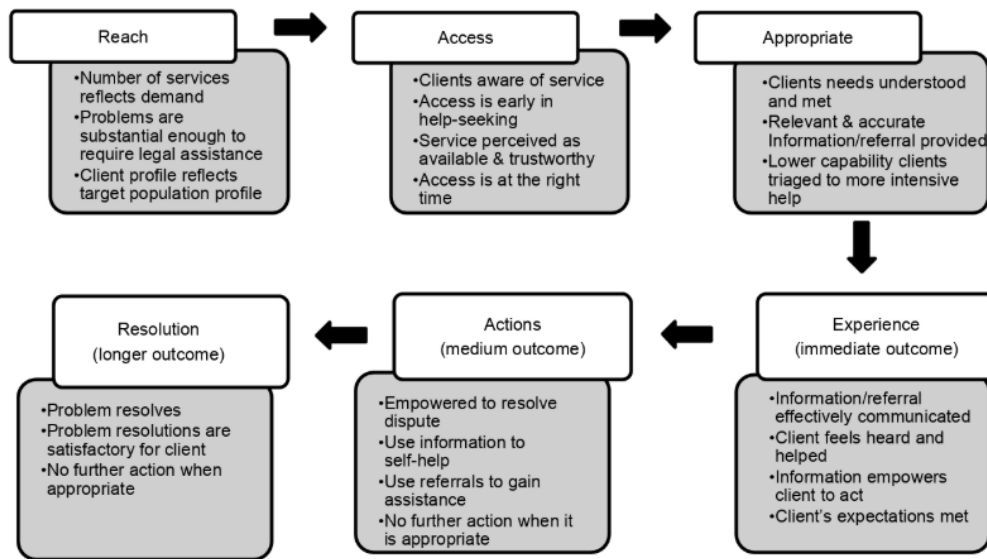 Reach
•Number of services
reflects demand
•Problems are
substantial enough to
require legal assistance
•Client profile reflects
target population profile
Access
•Clients aware of service
•Access is early in
help-seeking
•Service perceived as
available & trustworthy
•Access is at the right
time
Appropriate
•Clients needs understood
and met
•Relevant & accurate
Information/referral provided
•Lower capability clients
triaged to more intensive
help
Experience
(immediate outcome)
•Information/referral
effectively communicated
•Client feels heard and
helped
•Information empowers
client to act
•Client's expectations met
Actions
(medium outcome)
•Empowered to resolve
dispute
•Use information to
self-help
•Use referrals to gain
assistance
•No further action when it
is appropriate
Resolution
(longer outcome)
•Problem resolves
•Problem resolutions are
satisfactory for client
•No further action when
appropriate